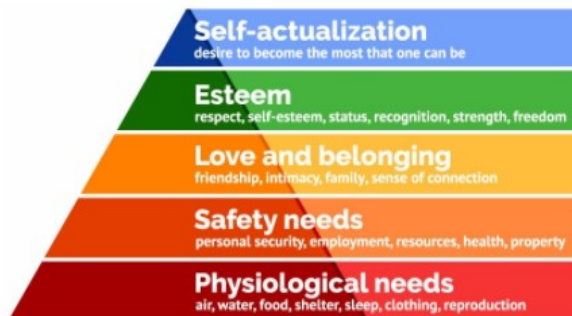 Self-actualization
desire to become the most that one can be
Esteem
respect, self-esteem, status, recognition, strength, freedom
Love and belonging
friendship, intimacy, family, sense of connection
Safety needs
personal security, employment, resources, health, property
Physiological needs
air, water, food, shelter, sleep, clothing, reproduction